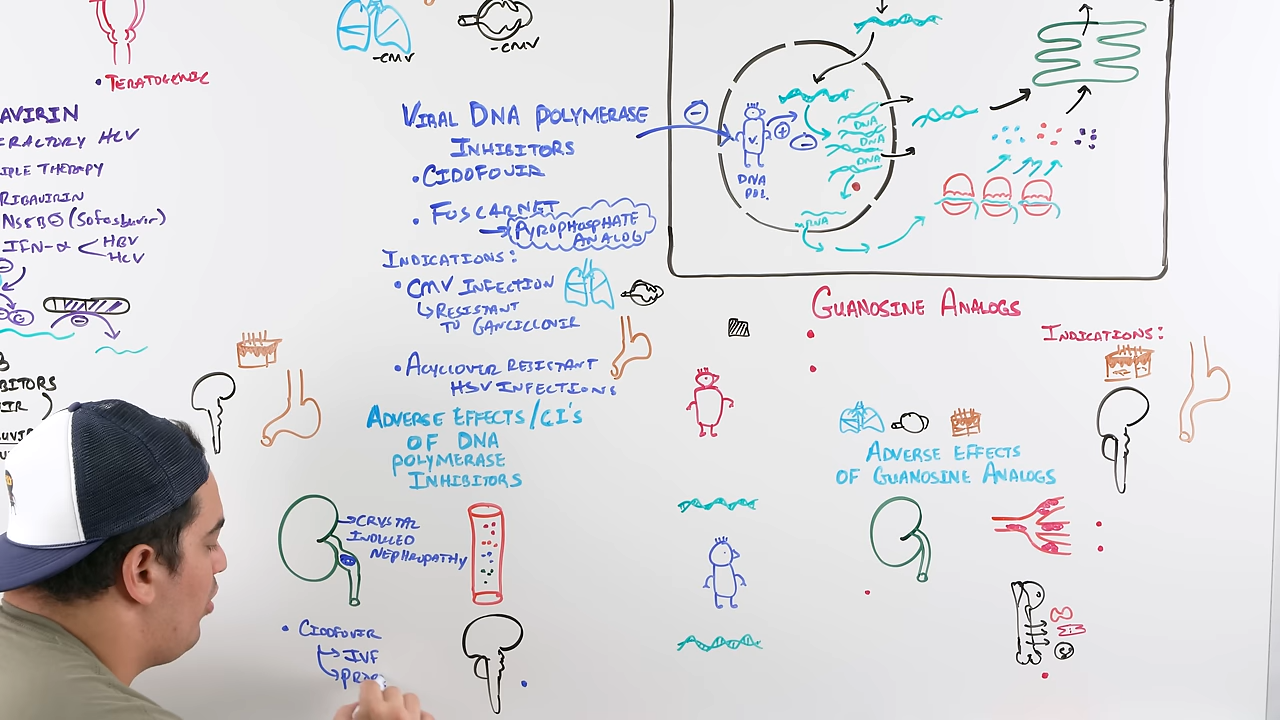 -CMV
-CMV
• TERATOGENIC
AVIRIN
FRACTORY HCV
IPLE THERAPY
RIBAVIRIN
NS5B⊖ (Sofosbuvir)
IFN-α < HBV
HCV
BITORS
VIRAL DNA POLYMERASE
INHIBITORS
• CIDOFOVIR
• FOSCARNET
→ PYROPHOSPHATE
ANALOG
INDICATIONS:
• CMV INFECTION
↳ RESISTANT
TO GANCICLOVIR
• ACYCLOVIR RESISTANT
HSV INFECTIONS
ADVERSE EFFECTS/CI'S
OF DNA
POLYMERASE
INHIBITORS
→ CRYSTAL
INDUCED
NEPHROPATHY
• CIDOFOVIR
→ IVF
V.
DNA
POL.
DNA
DNA
DNA
mRNA
GUANOSINE ANALOGS
INDICATIONS:
ADVERSE EFFECTS
OF GUANOSINE ANALOGS